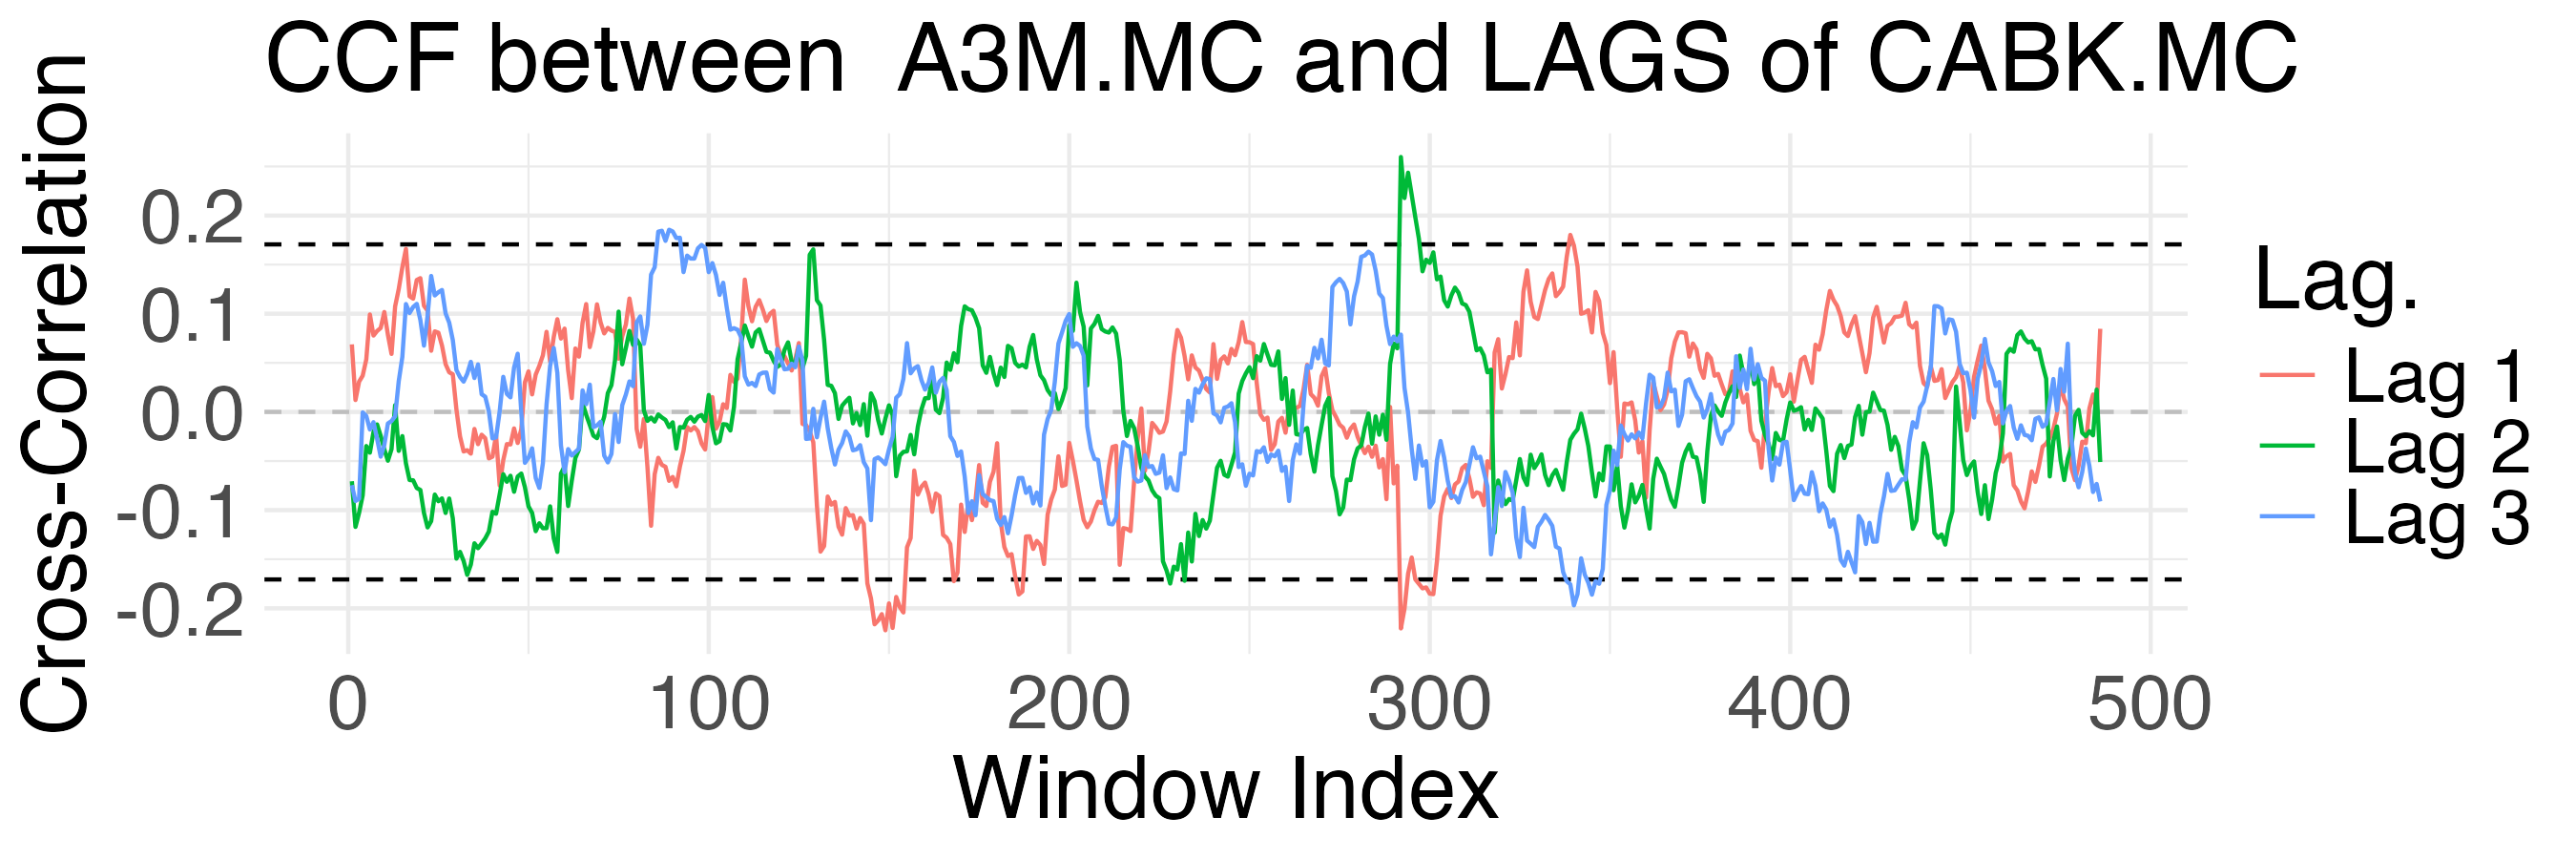 CCF between  A3M.MC and LAGS of CABK.MC
Cross-Correlation
0.2
0.1
0.0
-0.1
-0.2
0 100 200 300 400 500
Window Index
Lag.
Lag 1
Lag 2
Lag 3